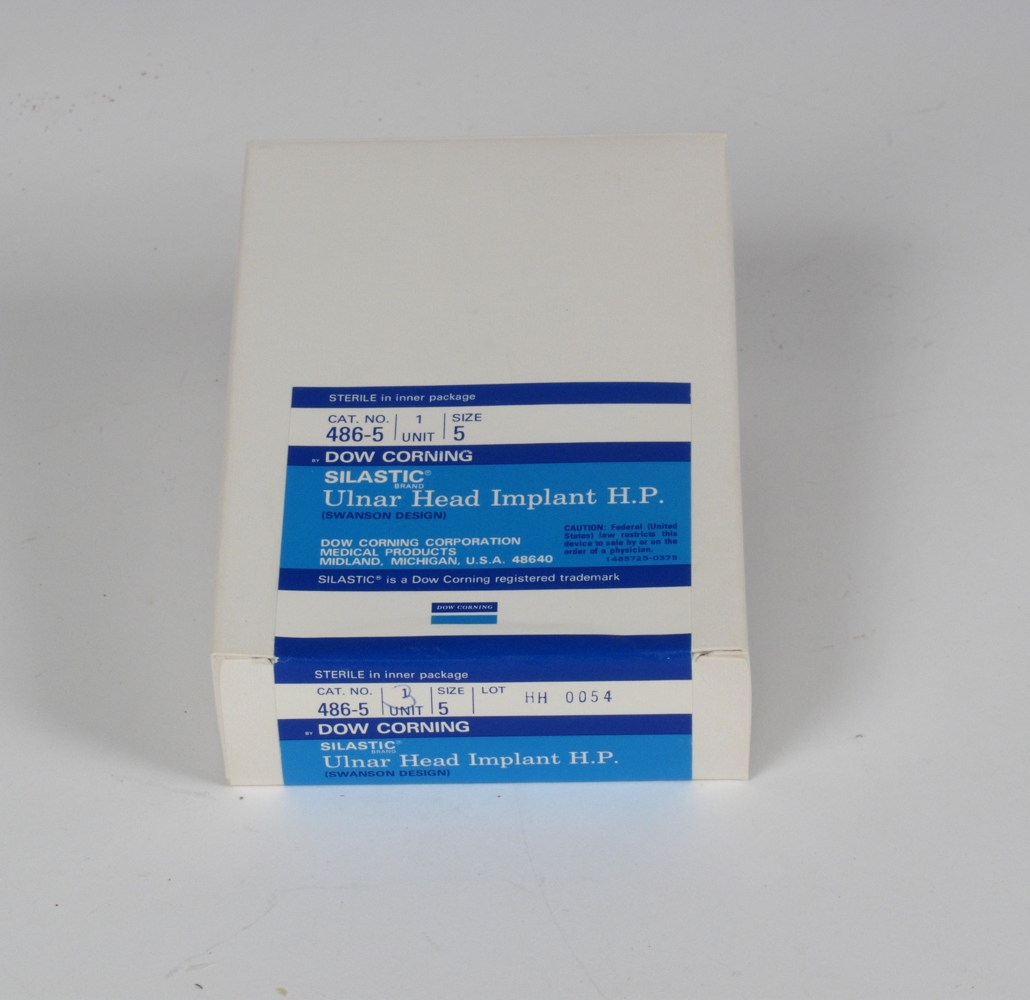 STERILE in inner package
CAT. NO. 1 SIZE
486-5 UNIT 5
BY DOW CORNING
SILASTIC®
BRAND
Ulnar Head Implant H.P.
(SWANSON DESIGN)
CAUTION: Federal (United
States) law restricts this
device to sale by or on the
order of a physician.
1485725-0375
DOW CORNING CORPORATION
MEDICAL PRODUCTS
MIDLAND, MICHIGAN, U.S.A. 48640
SILASTIC® is a Dow Corning registered trademark
DOW CORNING
STERILE in inner package
CAT. NO. 1 SIZE LOT HH 0054
486-5 UNIT 5
3
BY DOW CORNING
SILASTIC®
BRAND
Ulnar Head Implant H.P.
(SWANSON DESIGN)